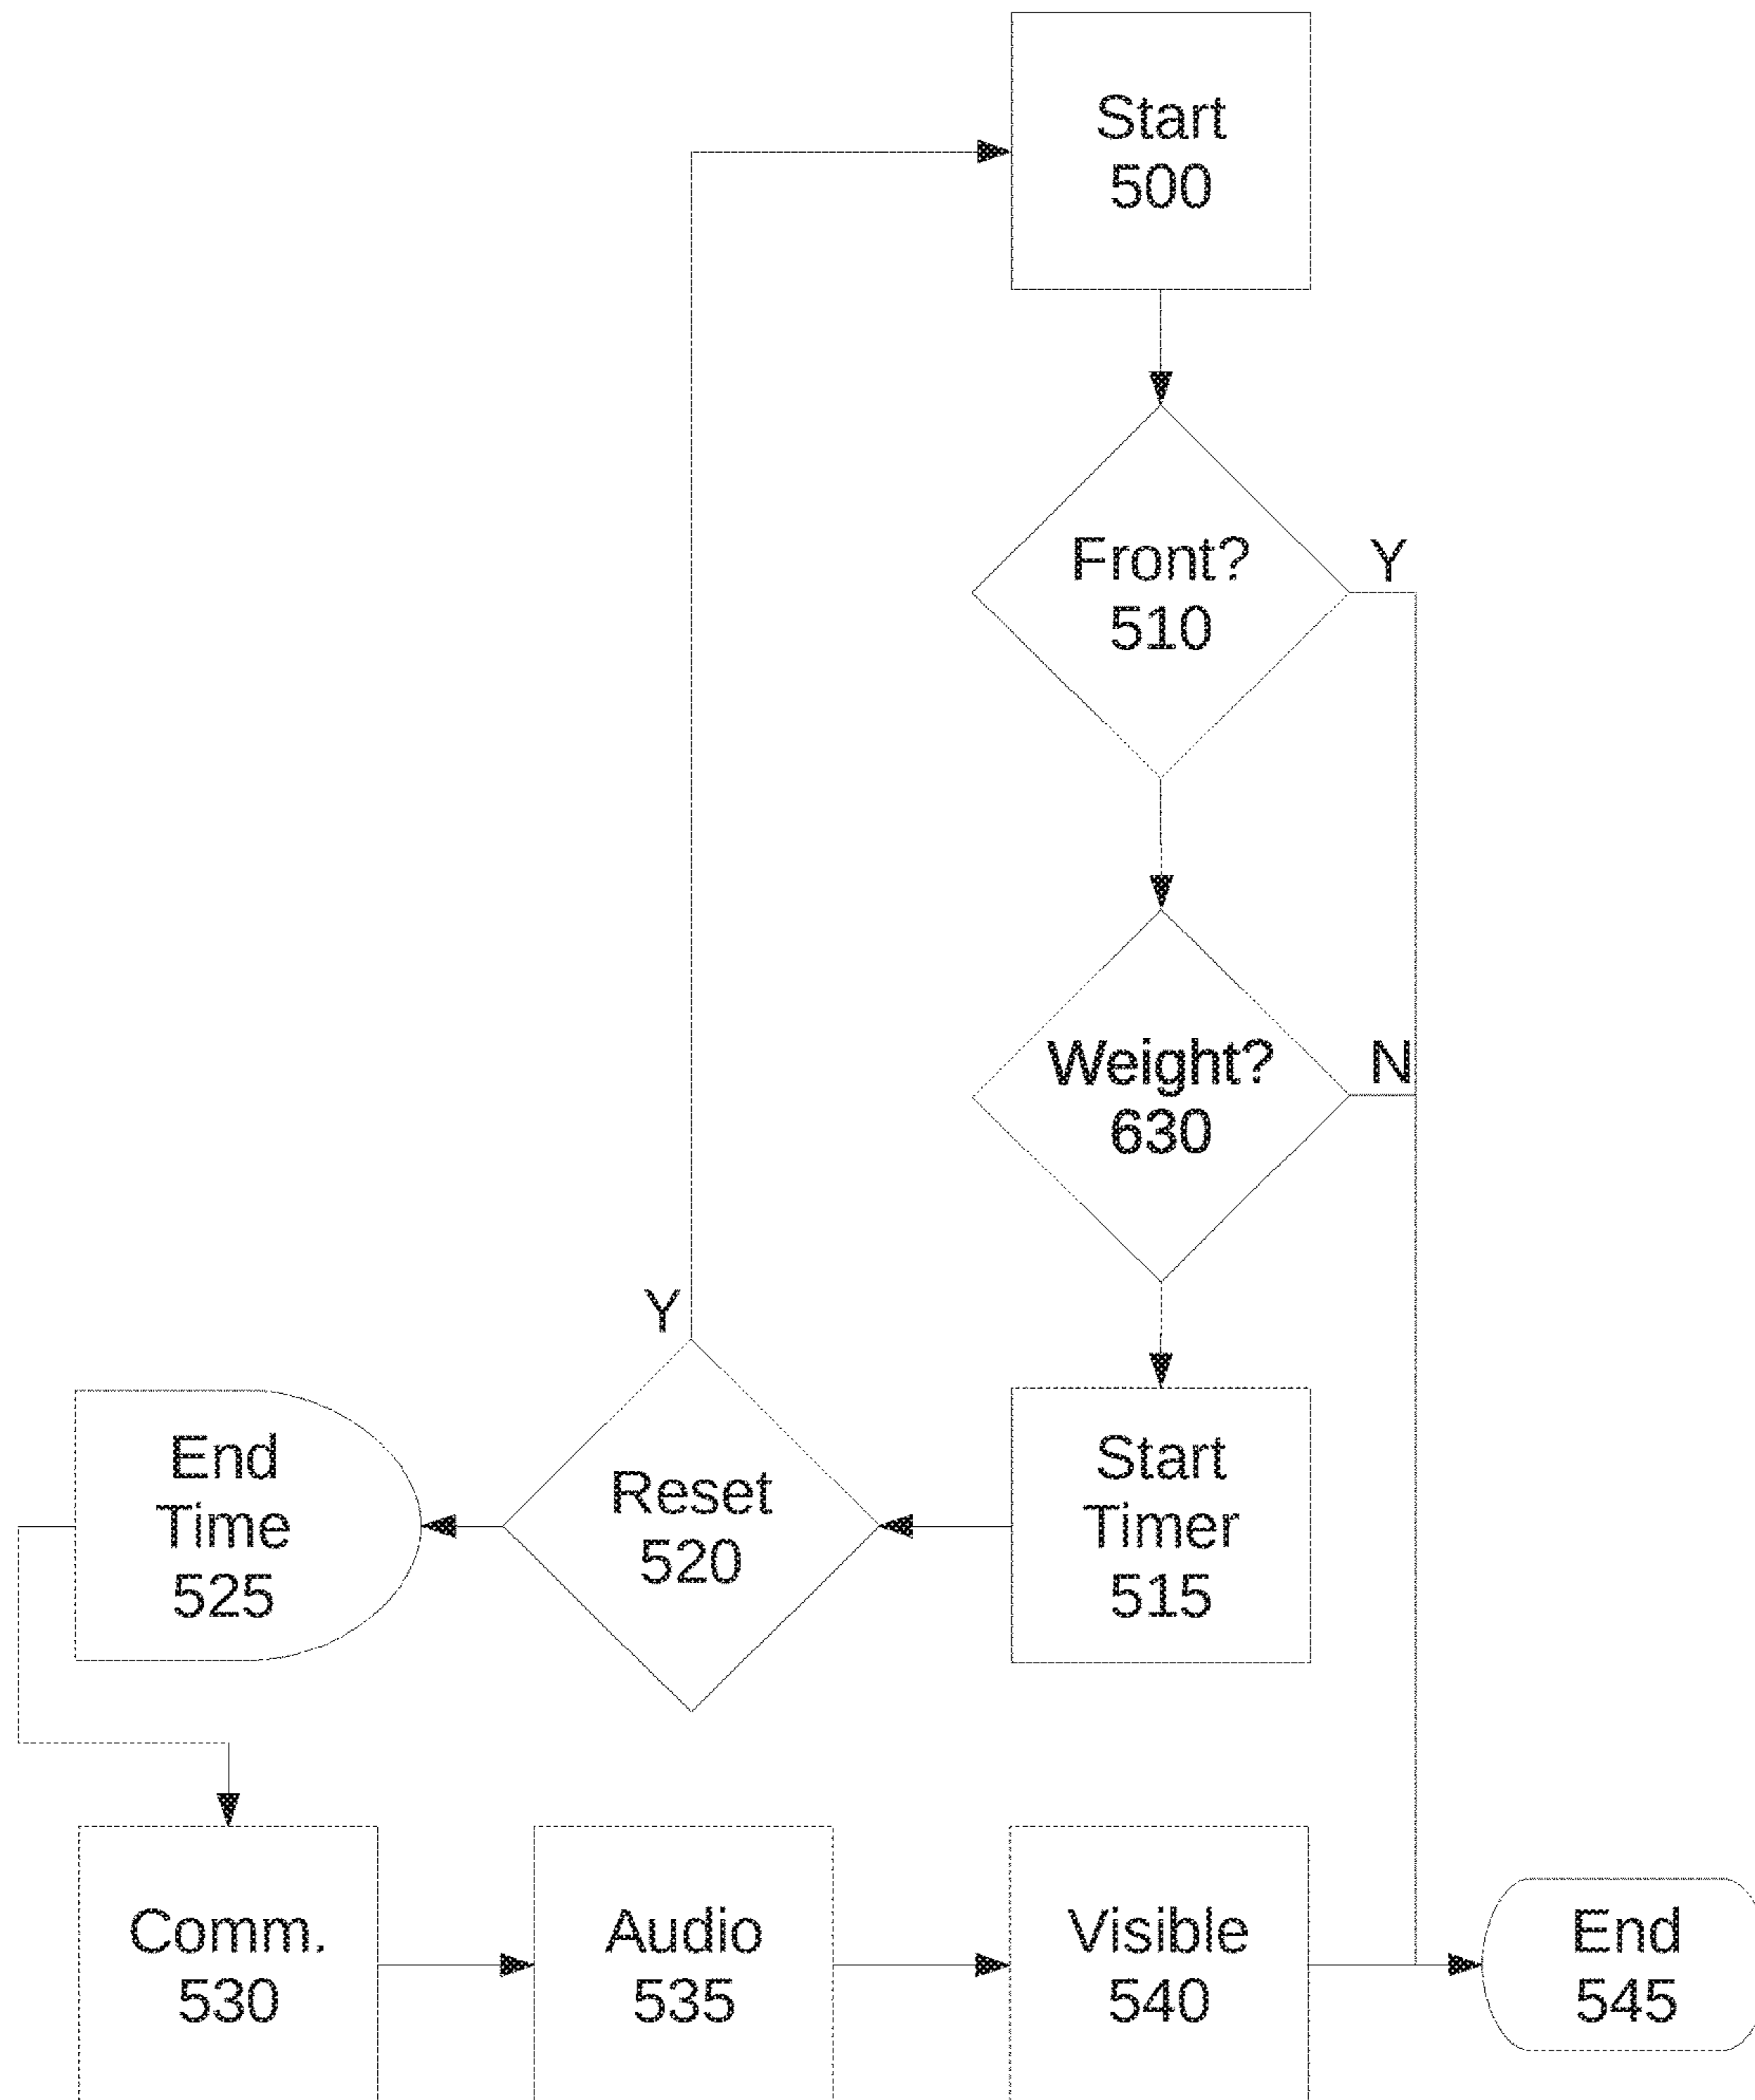 Start
500
Front?
510
Y
Weight?
630
N
Y
End
Time
525
Reset
520
Start
Timer
515
Comm.
530
Audio
535
Visible
540
End
545